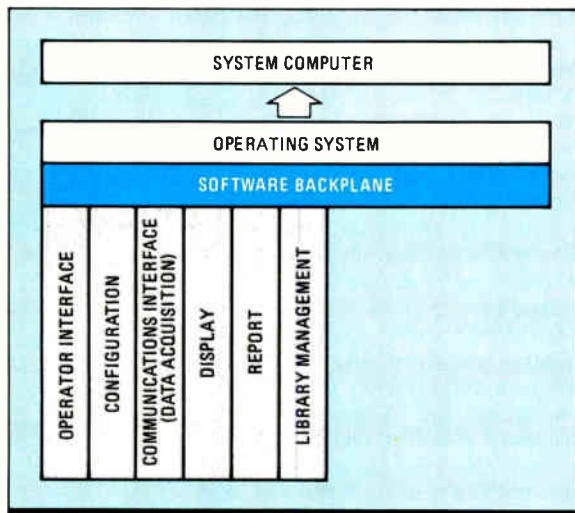 SYSTEM COMPUTER
OPERATING SYSTEM
SOFTWARE BACKPLANE
OPERATOR INTERFACE
CONFIGURATION
COMMUNICATIONS INTERFACE
(DATA ACQUISITION)
DISPLAY
REPORT
LIBRARY MANAGEMENT